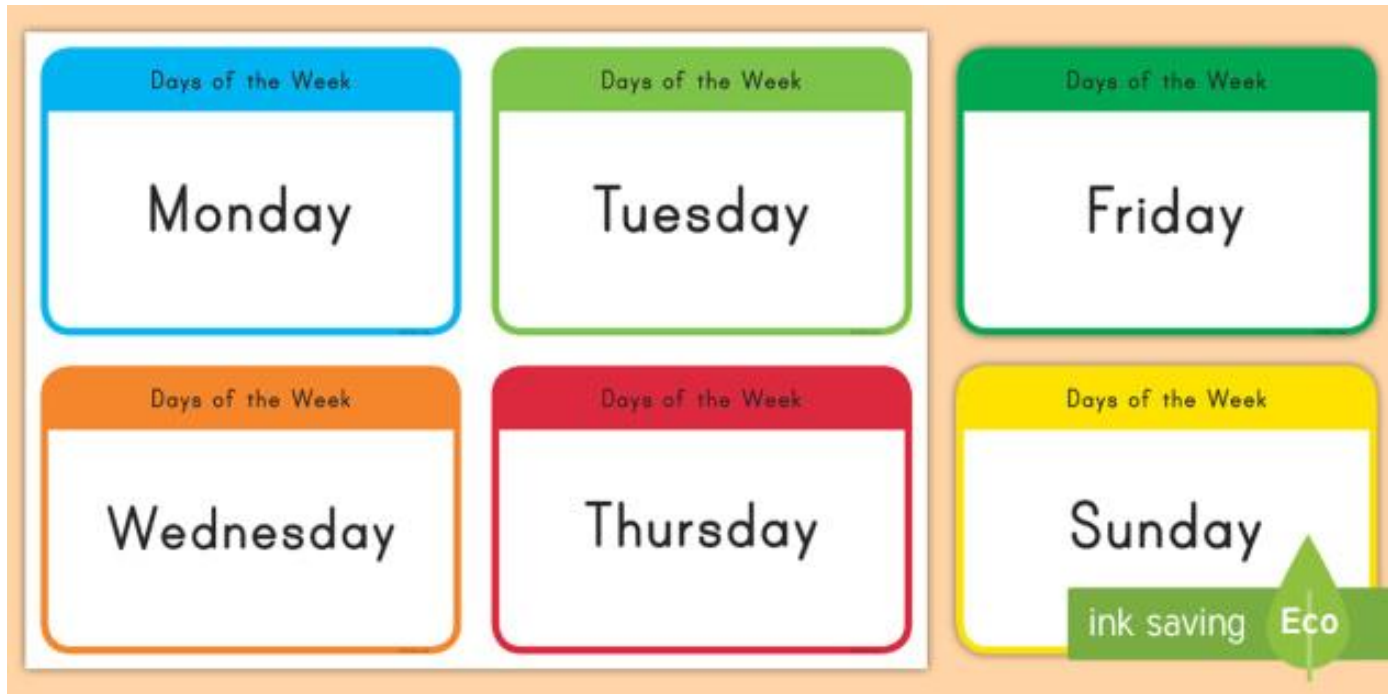 Days of the Week
Monday
Days of the Week
Tuesday
Days of the Week
Friday
Days of the Week
Wednesday
Days of the Week
Thursday
Days of the Week
Sunday
ink saving Eco